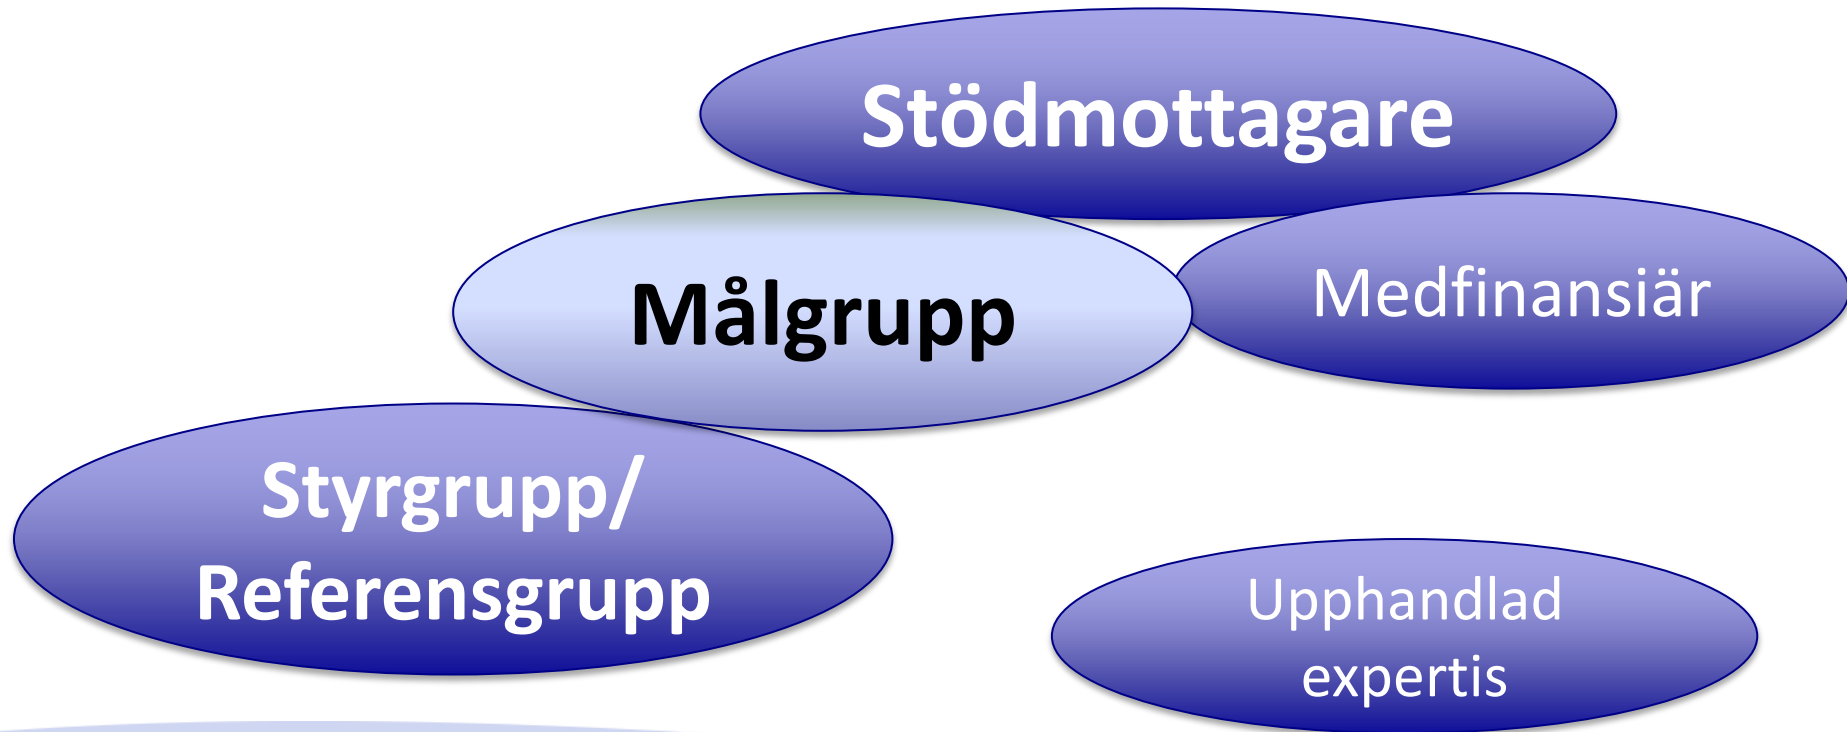 Stödmottagare
Målgrupp
Medfinansiär
Styrgrupp/
Referensgrupp
Upphandlad
expertis